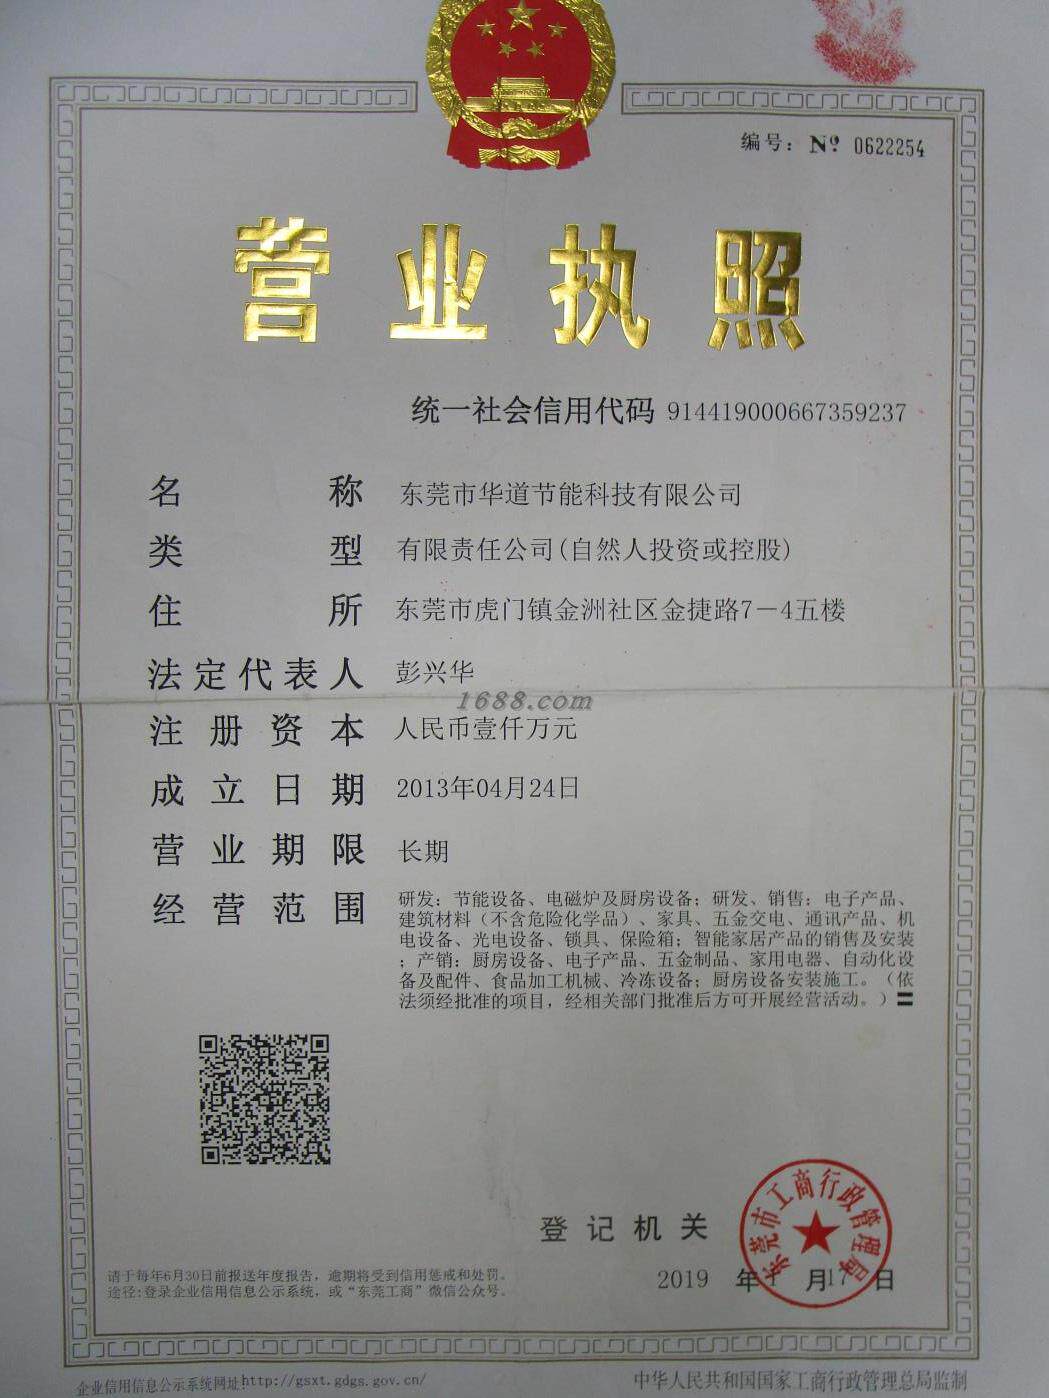 编号: № 0622254
营业执照
统一社会信用代码 914419000667359237
名称 东莞市华道节能科技有限公司
类型 有限责任公司(自然人投资或控股)
住所 东莞市虎门镇金洲社区金捷路7—4五楼
法定代表人 彭兴华
1688.com
注册资本 人民币壹仟万元
成立日期 2013年04月24日
营业期限 长期
经营范围 研发：节能设备、电磁炉及厨房设备；研发、销售：电子产品、
建筑材料（不含危险化学品）、家具、五金交电、通讯产品、机
电设备、光电设备、锁具、保险箱；智能家居产品的销售及安装
；产销：厨房设备、电子产品、五金制品、家用电器、自动化设
备及配件、食品加工机械、冷冻设备；厨房设备安装施工。（依
法须经批准的项目，经相关部门批准后方可开展经营活动。）
东莞市工商行政管理局
登记机关
2019 年 月17日
请于每年6月30日前报送年度报告，逾期将受到信用惩戒和处罚。
途径:登录企业信用信息公示系统，或“东莞工商”微信公众号。
企业信用信息公示系统网址:http://gsxt.gdgs.gov.cn/
中华人民共和国国家工商行政管理总局监制